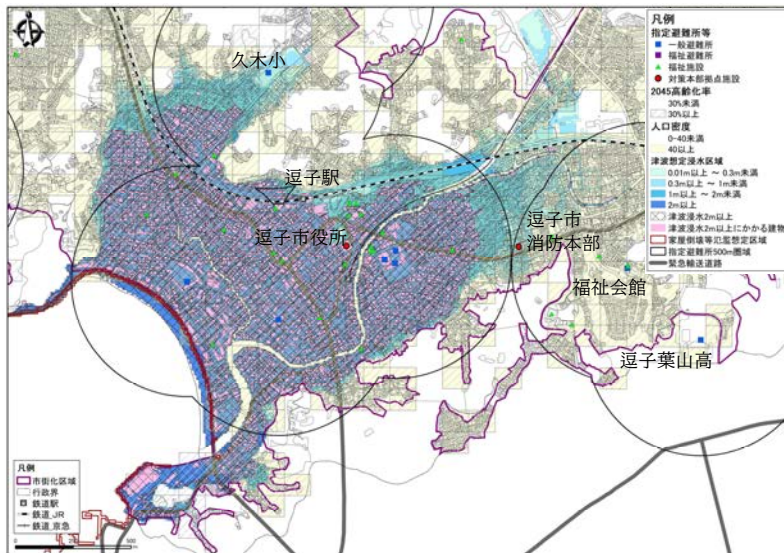 久木小
逗子駅
逗子市役所
逗子市
消防本部
福祉会館
逗子葉山高
凡例
指定避難所等
一般避難所
福祉避難所
福祉施設
対策本部拠点施設
2045高齢化率
30%未満
30%以上
人口密度
0-40未満
40以上
津波想定浸水区域
0.01m以上 ~ 0.3m未満
0.3m以上 ~ 1m未満
1m以上 ~ 2m未満
2m以上
津波浸水2m以上
津波浸水2m以上にかかる建物
家屋倒壊等氾濫想定区域
指定避難所500m圏域
緊急輸送道路
凡例
市街化区域
行政界
鉄道駅
鉄道_JR
鉄道_京急
0
250
500